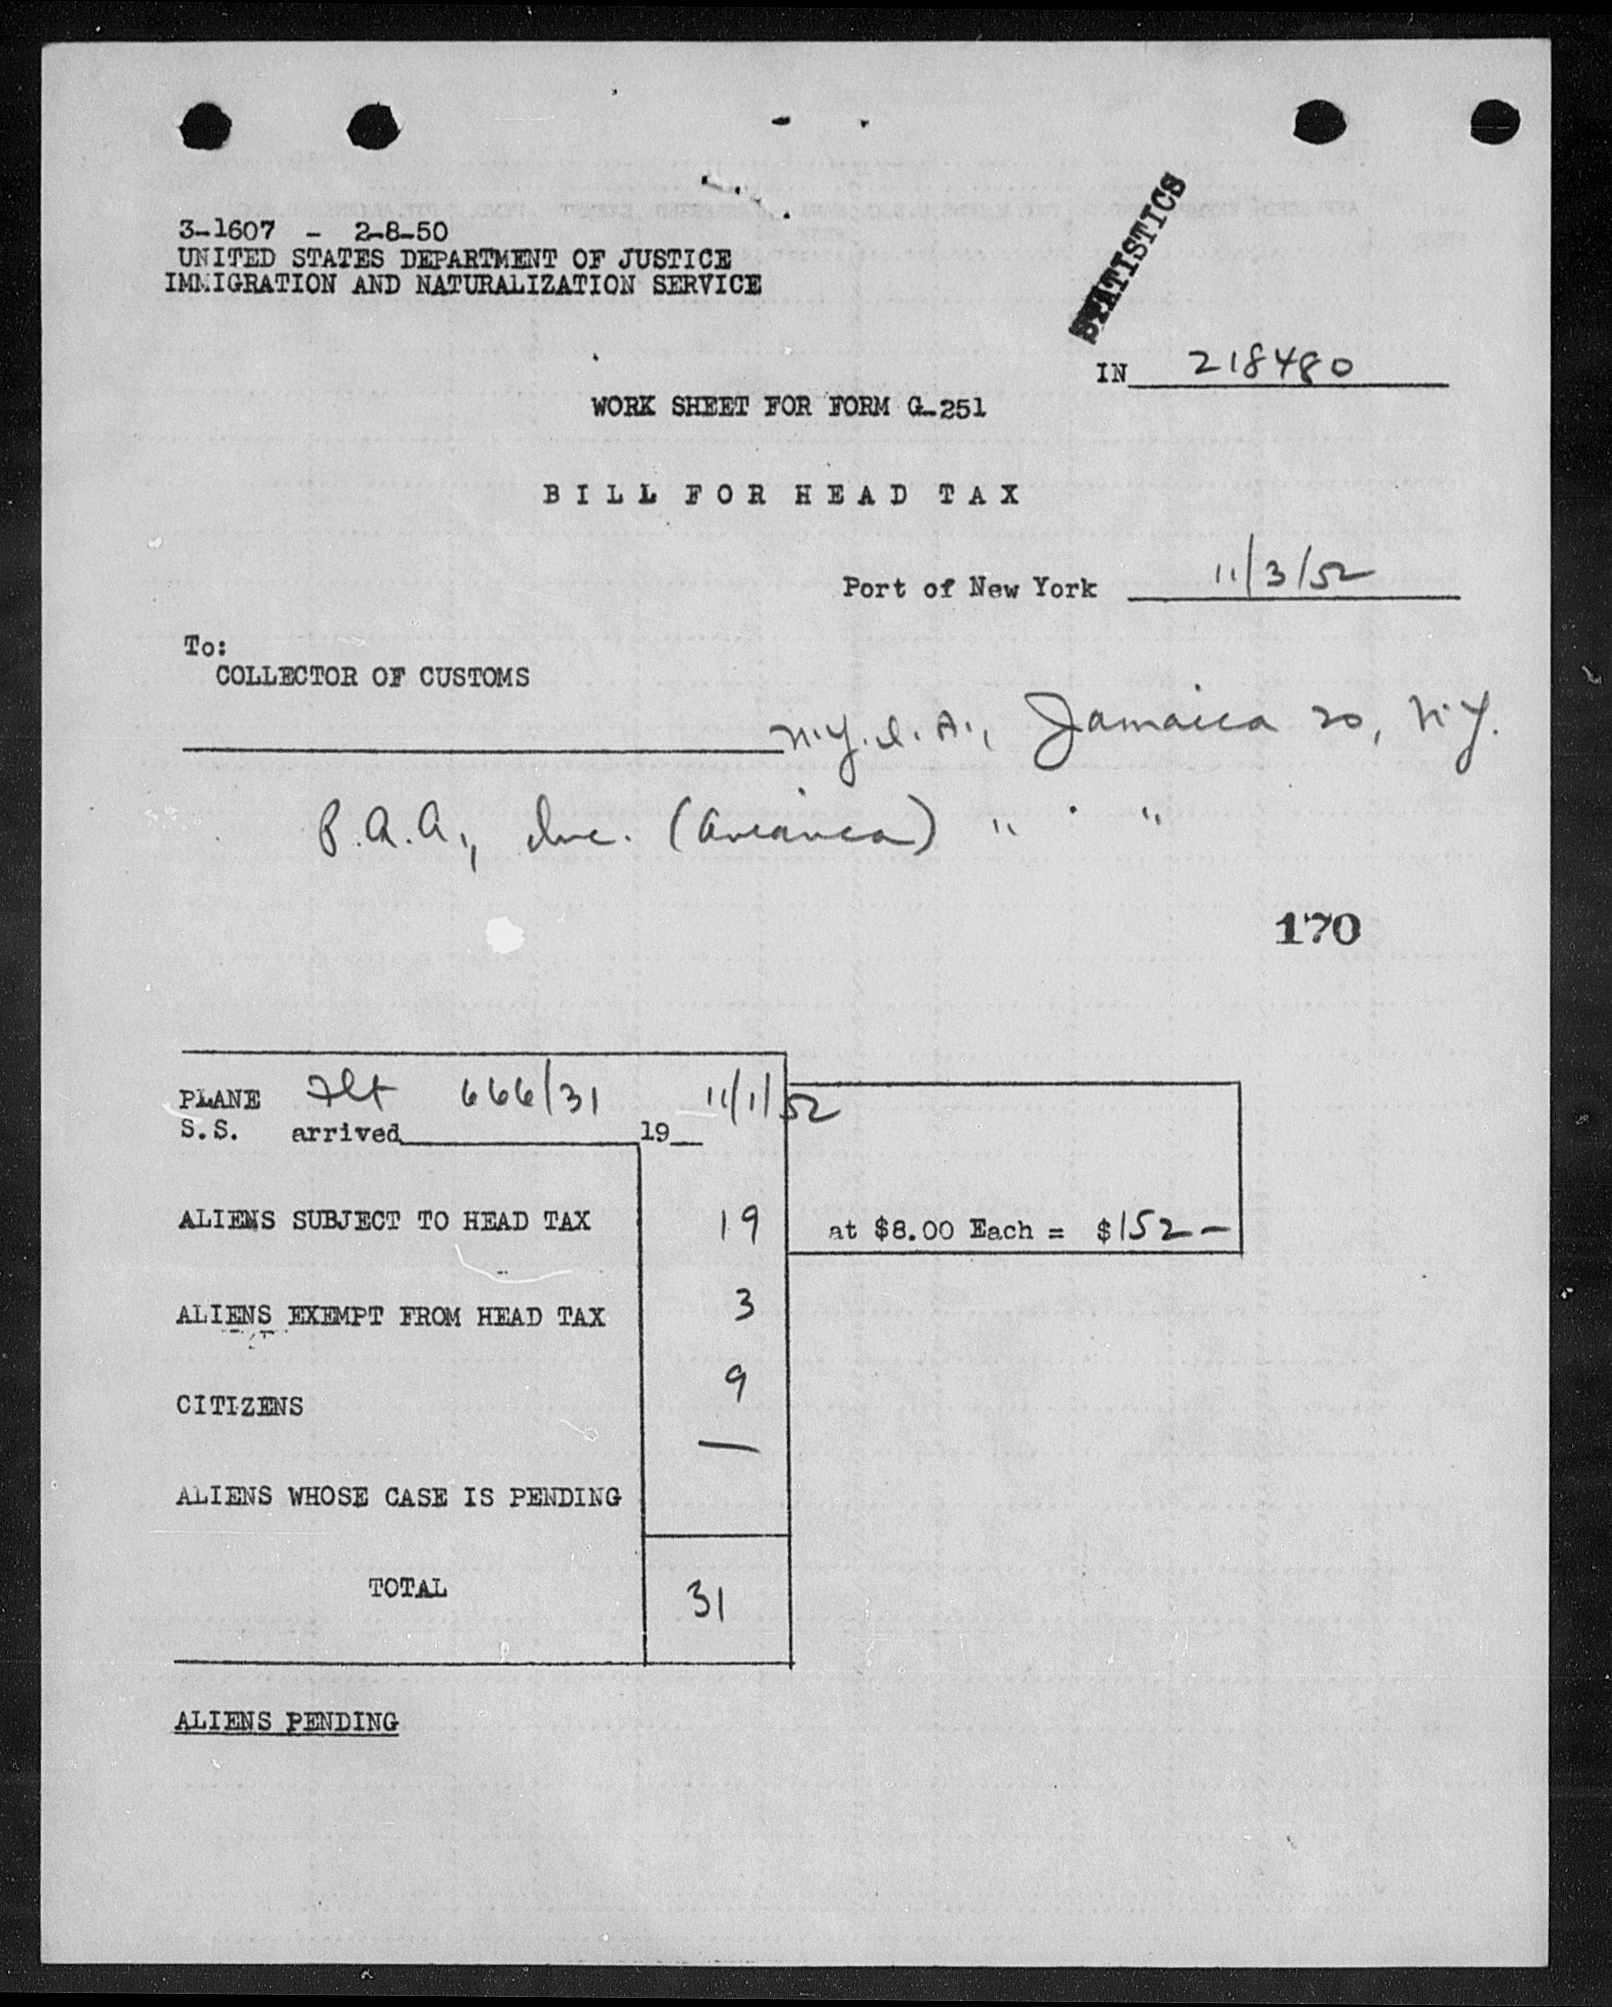 3-1607 - 2-8-50
UNITED STATES DEPARTMENT OF JUSTICE
IMMIGRATION AND NATURALIZATION SERVICE
STATISTICS
IN 218480
WORK SHEET FOR FORM G-251
BILL FOR HEAD TAX
Port of New York 11/3/52
To:
COLLECTOR OF CUSTOMS
N.Y.I.A., Jamaica 20, N.Y.
P.A.A., Inc. (Avianca) " " "
170
PLANE Flt 666/31 11/1/52
S.S. arrived 19
ALIENS SUBJECT TO HEAD TAX 19 at $8.00 Each = $152 —
ALIENS EXEMPT FROM HEAD TAX 3
CITIZENS 9
ALIENS WHOSE CASE IS PENDING —
TOTAL 31
ALIENS PENDING